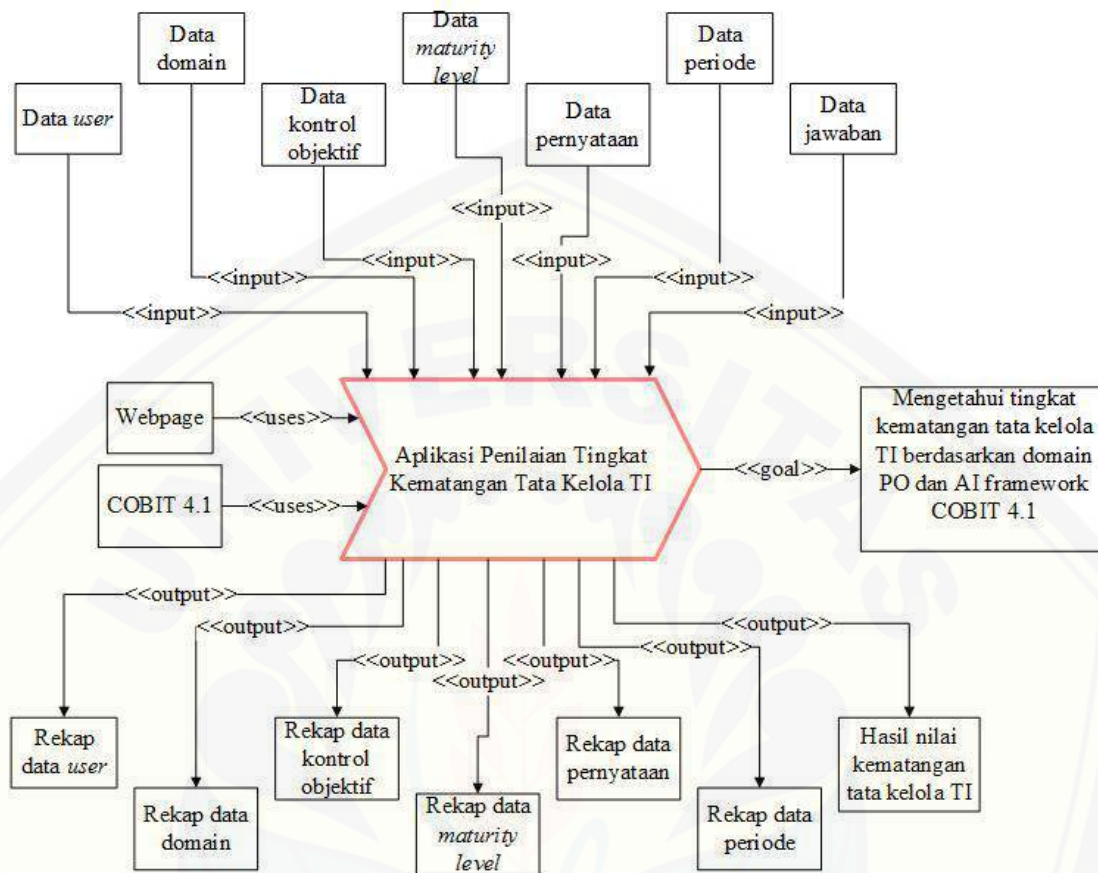 Data
domain
Data
maturity
level
Data
periode
Data user
Data
kontrol
objektif
Data
pernyataan
Data
jawaban
<<input>>
<<input>>
<<input>>
<<input>>
<<input>>
<<input>>
<<input>>
UNIVERSITAS
Webpage
<<uses>>
COBIT 4.1
<<uses>>
Aplikasi Penilaian Tingkat
Kematangan Tata Kelola TI
<<goal>>
Mengetahui tingkat
kematangan tata kelola
TI berdasarkan domain
PO dan AI framework
COBIT 4.1
<<output>>
<<output>>
<<output>>
<<output>>
<<output>>
<<output>>
<<output>>
Rekap
data user
Rekap data
domain
Rekap data
kontrol
objektif
Rekap data
maturity
level
Rekap data
pernyataan
Rekap data
periode
Hasil nilai
kematangan
tata kelola TI